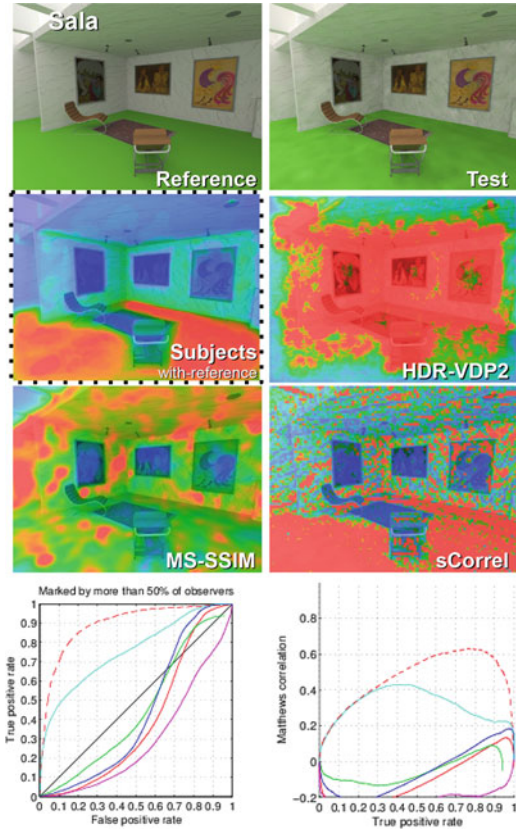 Sala
Reference
Test
Subjects
with-reference
HDR-VDP2
MS-SSIM
sCorrel
Marked by more than 50% of observers
1
0.9
0.8
0.7
0.6
0.5
0.4
0.3
0.2
0.1
0
True positive rate
0 0.1 0.2 0.3 0.4 0.5 0.6 0.7 0.8 0.9 1
False positive rate
0.8
0.6
0.4
0.2
0
−0.2
Matthews correlation
0 0.1 0.2 0.3 0.4 0.5 0.6 0.7 0.8 0.9 1
True positive rate